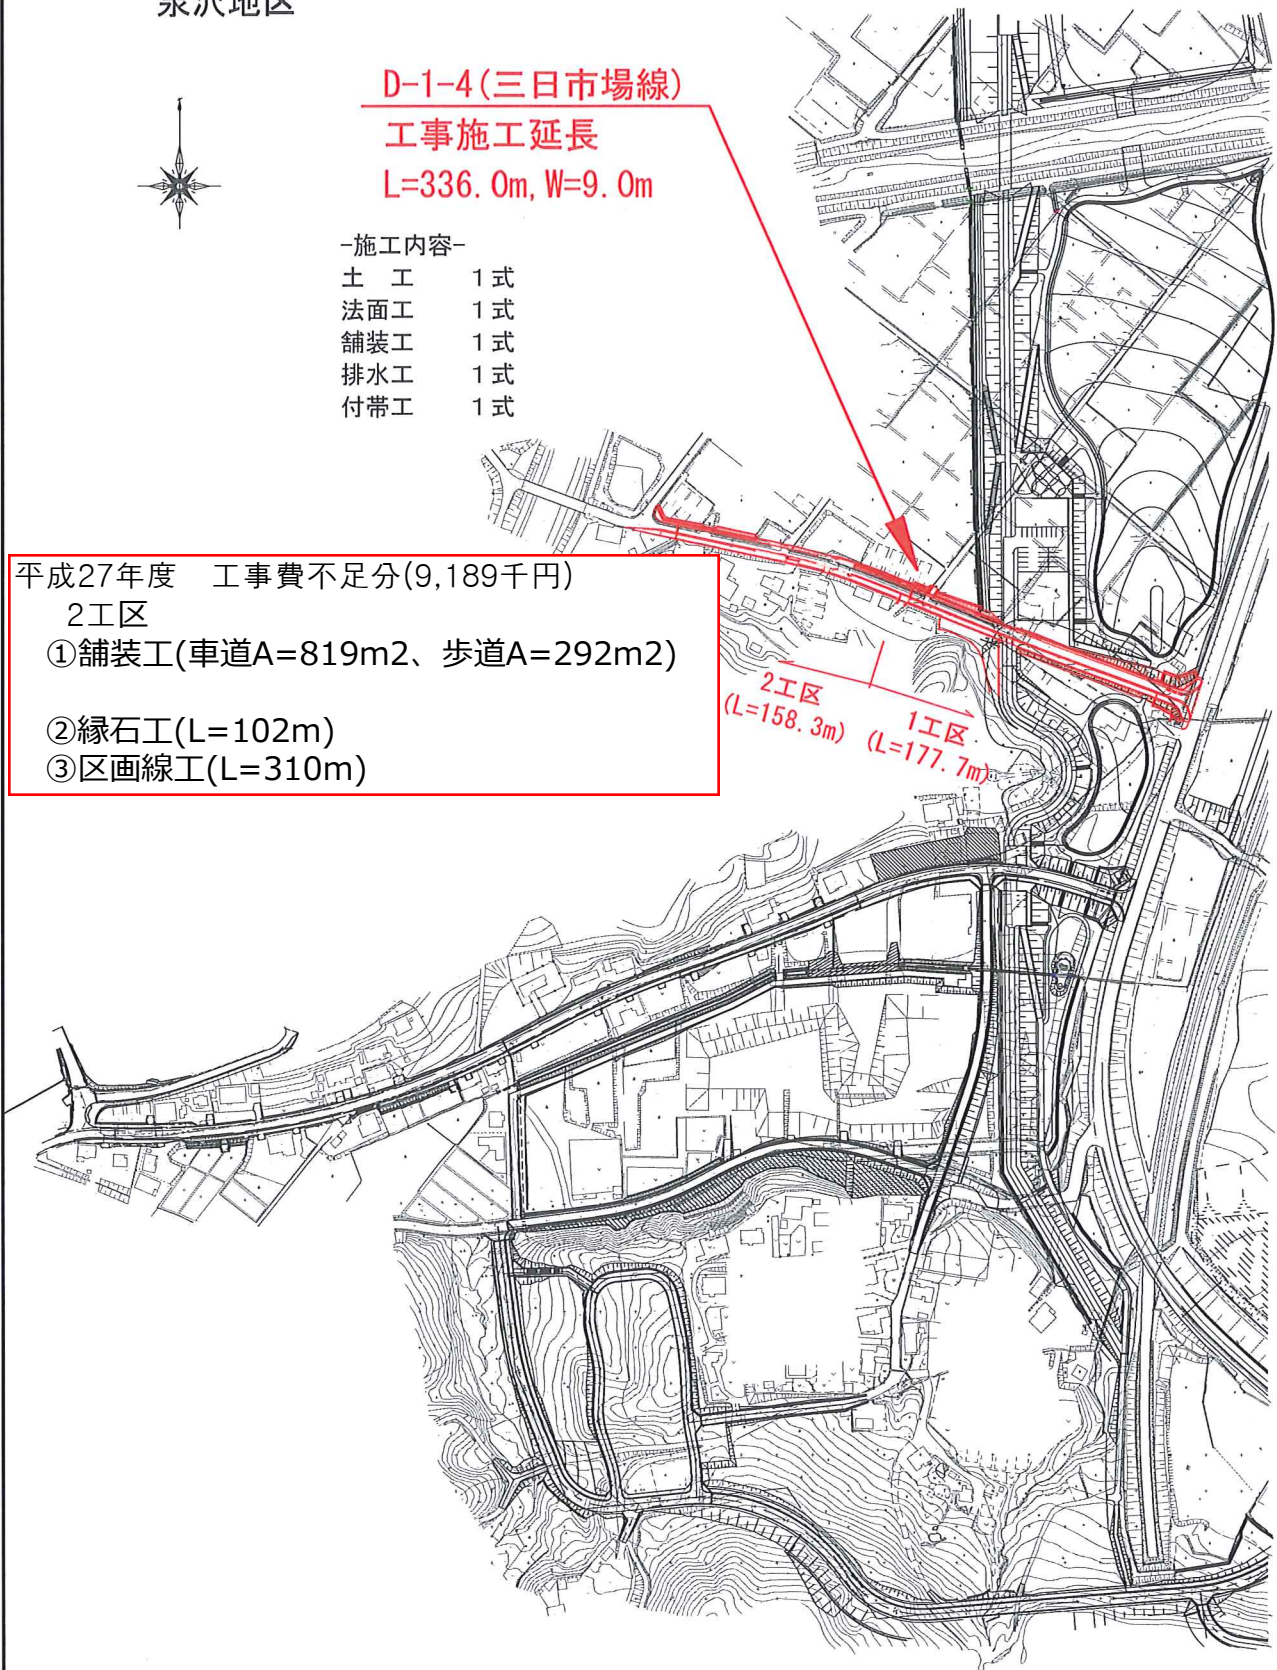 泉沢地区
D-1-4(三日市場線)
工事施工延長
L=336.0m, W=9.0m
-施工内容-
土 工 1式
法面工 1式
舗装工 1式
排水工 1式
付帯工 1式
平成27年度 工事費不足分(9,189千円)
2工区
①舗装工(車道A=819m2、歩道A=292m2)
②縁石工(L=102m)
③区画線工(L=310m)
2工区
(L=158.3m)
1工区
(L=177.7m)